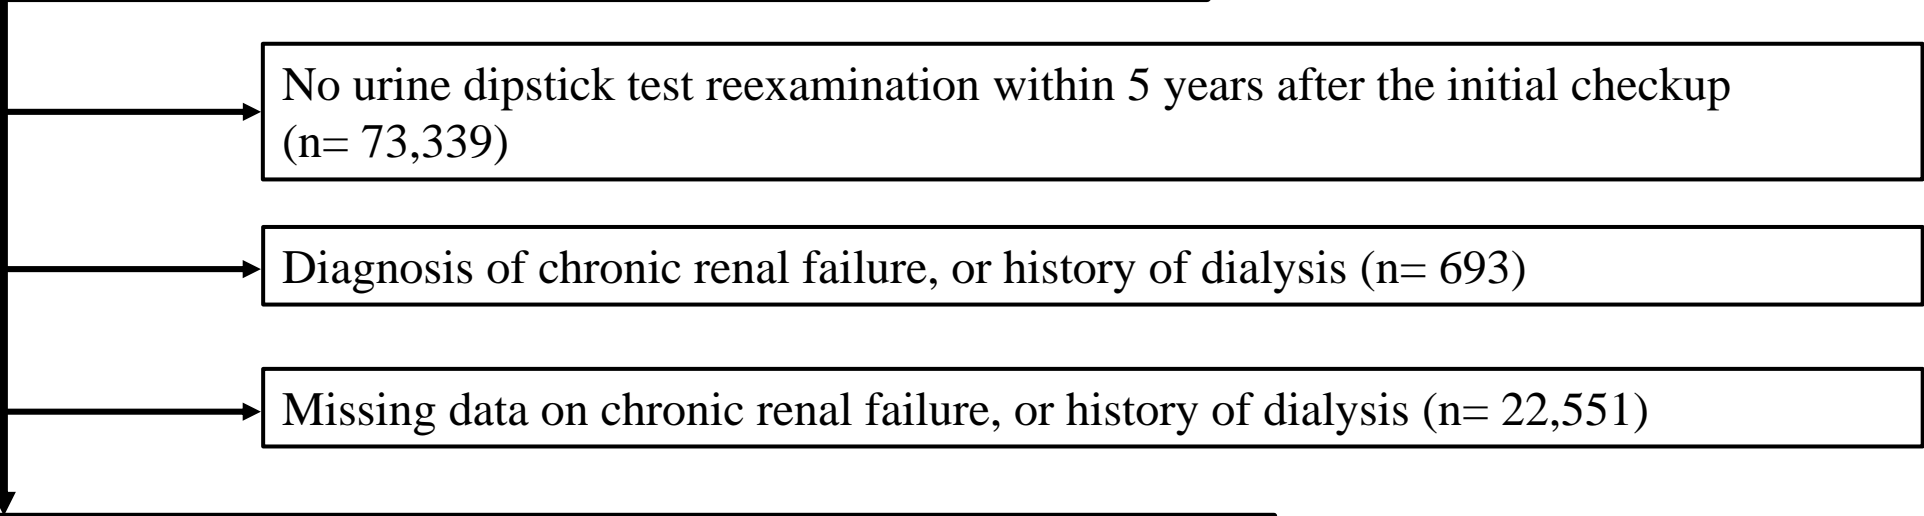 No urine dipstick test reexamination within 5 years after the initial checkup
(n= 73,339)
Diagnosis of chronic renal failure, or history of dialysis (n= 693)
Missing data on chronic renal failure, or history of dialysis (n= 22,551)